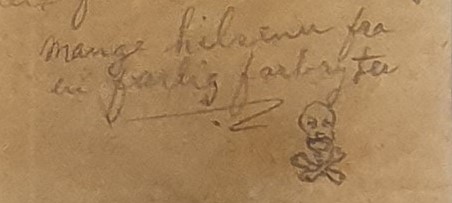 mange hilsener fra
en farlig forbryter